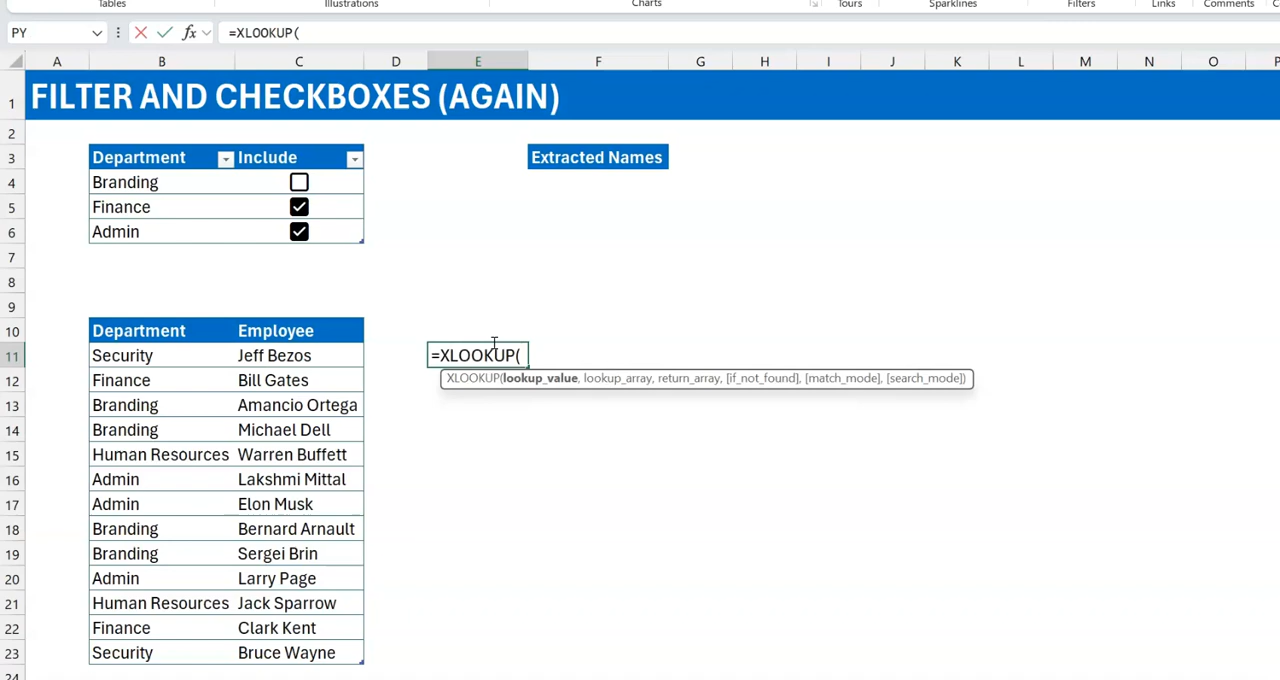 Tables Illustrations Charts Tours Sparklines Filters Links Comments
PY fx =XLOOKUP(
A B C D E F G H I J K L M N O P
1 FILTER AND CHECKBOXES (AGAIN)
2
3 Department Include Extracted Names
4 Branding
5 Finance
6 Admin
7
8
9
10 Department Employee
11 Security Jeff Bezos =XLOOKUP(
12 Finance Bill Gates XLOOKUP(lookup_value, lookup_array, return_array, [if_not_found], [match_mode], [search_mode])
13 Branding Amancio Ortega
14 Branding Michael Dell
15 Human Resources Warren Buffett
16 Admin Lakshmi Mittal
17 Admin Elon Musk
18 Branding Bernard Arnault
19 Branding Sergei Brin
20 Admin Larry Page
21 Human Resources Jack Sparrow
22 Finance Clark Kent
23 Security Bruce Wayne
24